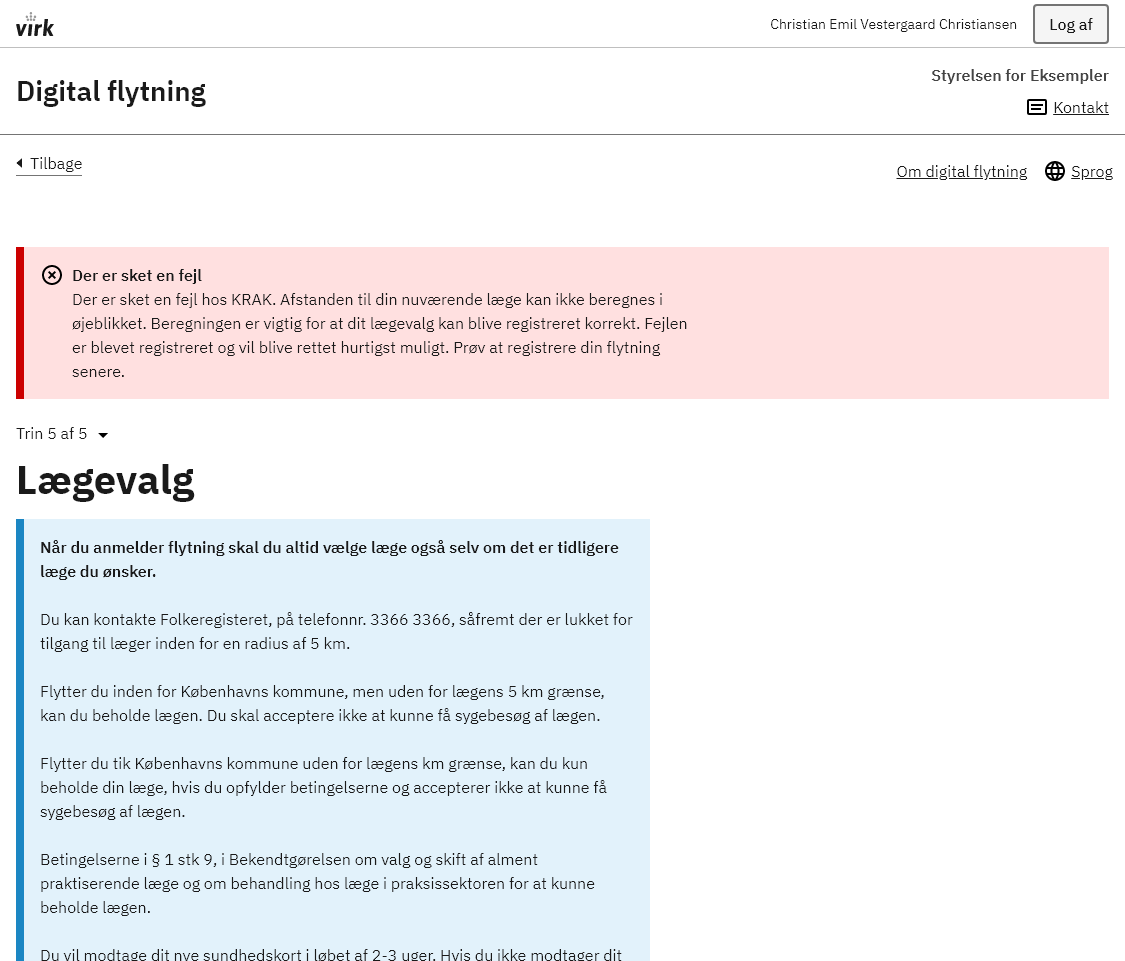 virk
Christian Emil Vestergaard Christiansen
Log af
Digital flytning
Styrelsen for Eksempler
Kontakt
Tilbage
Om digital flytning
Sprog
Der er sket en fejl
Der er sket en fejl hos KRAK. Afstanden til din nuværende læge kan ikke beregnes i
øjeblikket. Beregningen er vigtig for at dit lægevalg kan blive registreret korrekt. Fejlen
er blevet registreret og vil blive rettet hurtigst muligt. Prøv at registrere din flytning
senere.
Trin 5 af 5
Lægevalg
Når du anmelder flytning skal du altid vælge læge også selv om det er tidligere
læge du ønsker.
Du kan kontakte Folkeregisteret, på telefonnr. 3366 3366, såfremt der er lukket for
tilgang til læger inden for en radius af 5 km.
Flytter du inden for Københavns kommune, men uden for lægens 5 km grænse,
kan du beholde lægen. Du skal acceptere ikke at kunne få sygebesøg af lægen.
Flytter du tik Københavns kommune uden for lægens km grænse, kan du kun
beholde din læge, hvis du opfylder betingelserne og accepterer ikke at kunne få
sygebesøg af lægen.
Betingelserne i § 1 stk 9, i Bekendtgørelsen om valg og skift af alment
praktiserende læge og om behandling hos læge i praksissektoren for at kunne
beholde lægen.
Du vil modtage dit nye sundhedskort i løbet af 2-3 uger. Hvis du ikke modtager dit